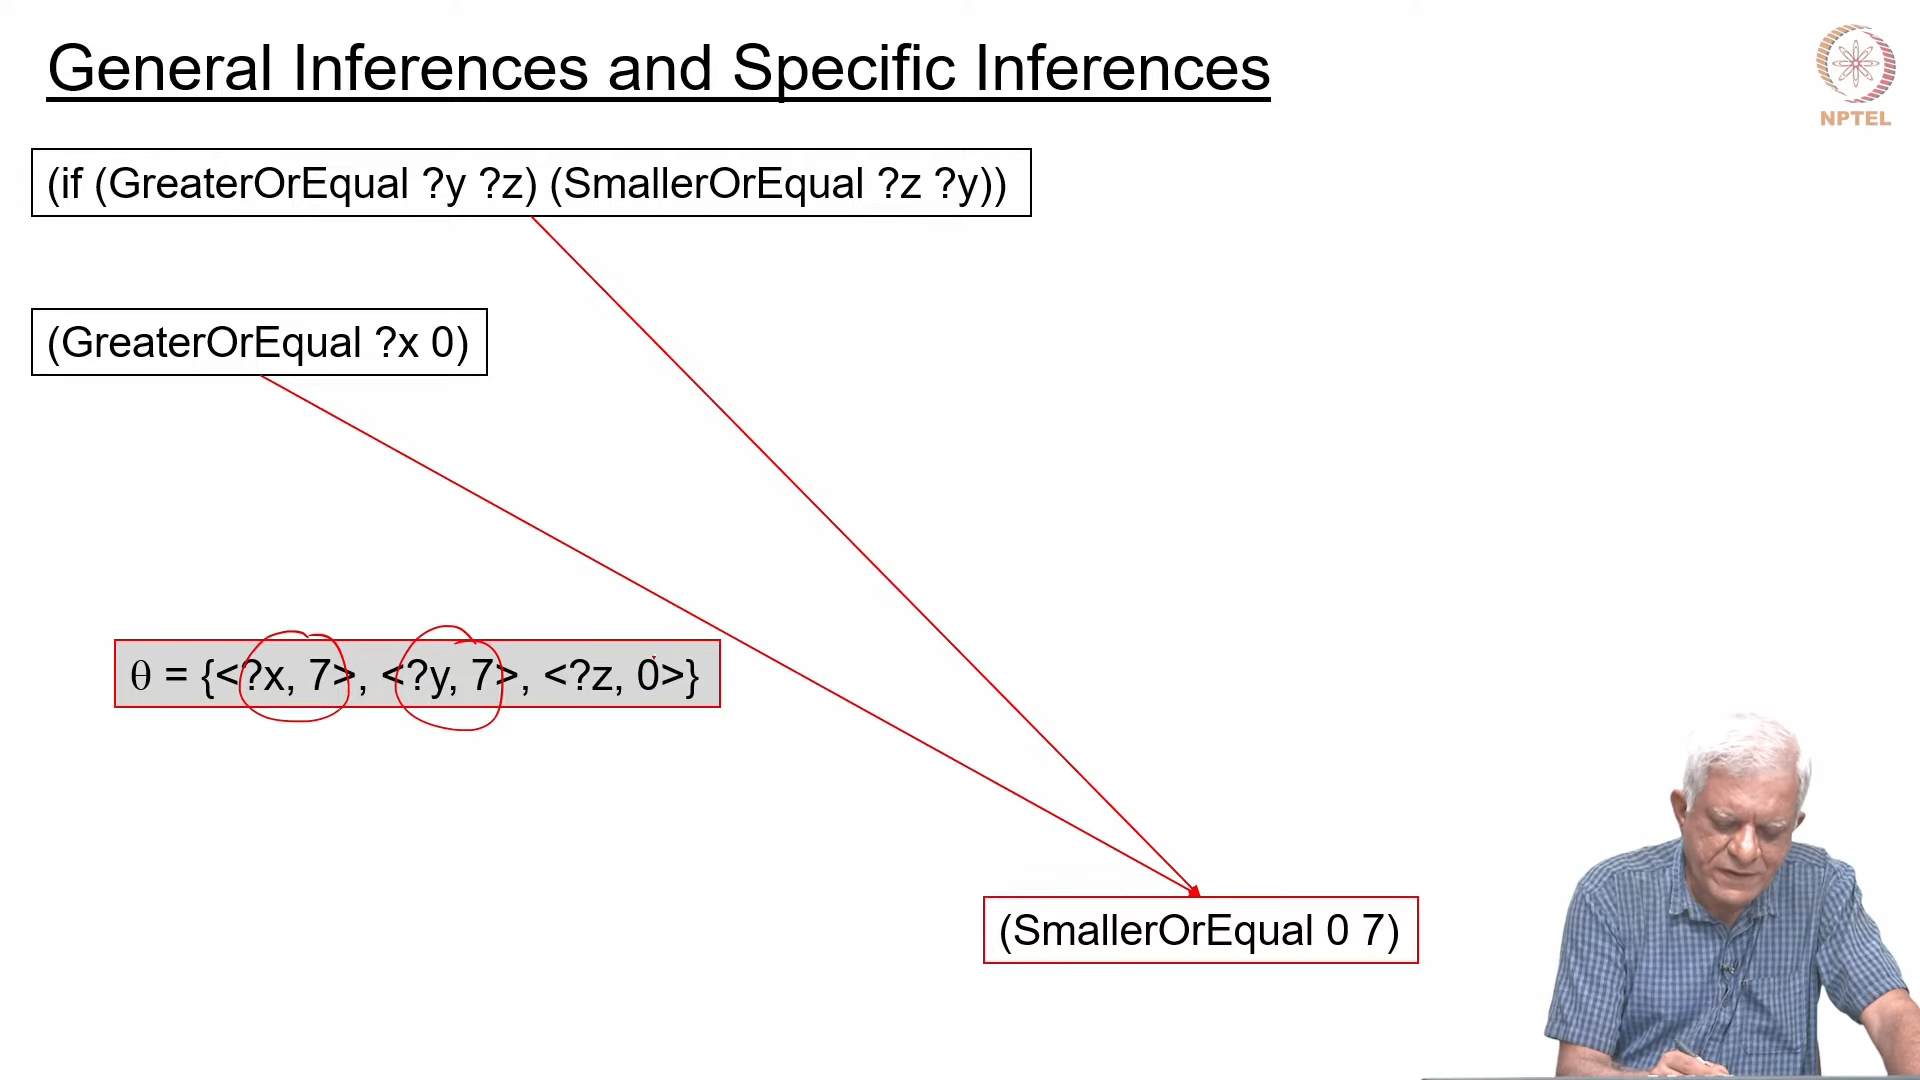 General Inferences and Specific Inferences
NPTEL
(if (GreaterOrEqual ?y ?z) (SmallerOrEqual ?z ?y))
(GreaterOrEqual ?x 0)
θ = {<?x, 7>, <?y, 7>, <?z, 0>}
(SmallerOrEqual 0 7)